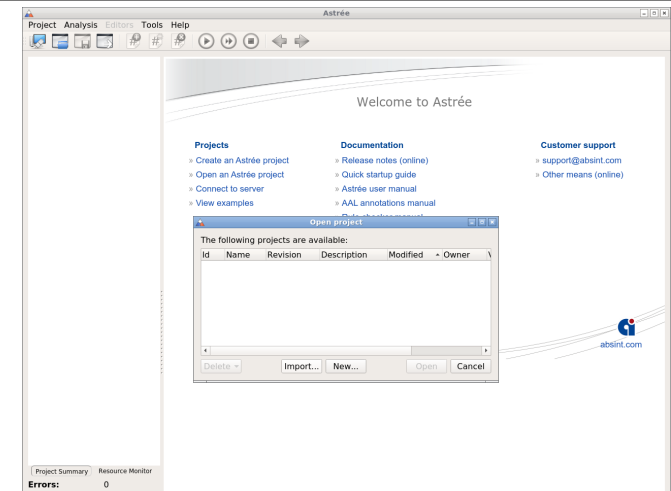 Astrée
Project Analysis Editors Tools Help
Welcome to Astrée
Projects
» Create an Astrée project
» Open an Astrée project
» Connect to server
» View examples
Documentation
» Release notes (online)
» Quick startup guide
» Astrée user manual
» AAL annotations manual
Customer support
» support@absint.com
» Other means (online)
Open project
The following projects are available:
Id Name Revision Description Modified Owner
Delete Import... New... Open Cancel
absint.com
Project Summary Resource Monitor
Errors: 0